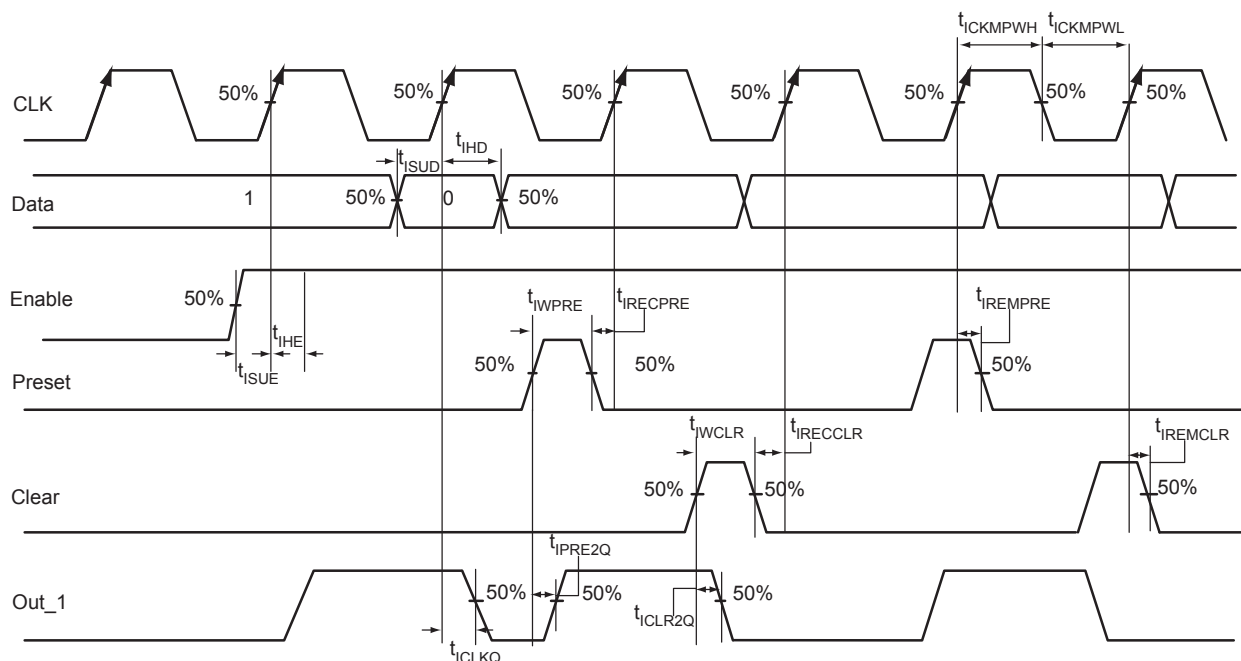 tICKMPWH tICKMPWL
CLK
50% 50% 50% 50% 50% 50% 50%
tISUD tIHD
Data
1 50% 0 50%
Enable
50%
tIHE
tISUE
tIWPRE tIRECPRE tIREMPRE
Preset
50% 50% 50%
tIWCLR tIRECCLR tIREMCLR
Clear
50% 50% 50%
tIPRE2Q
Out_1
50% 50% tICLR2Q 50%
tICLKQ